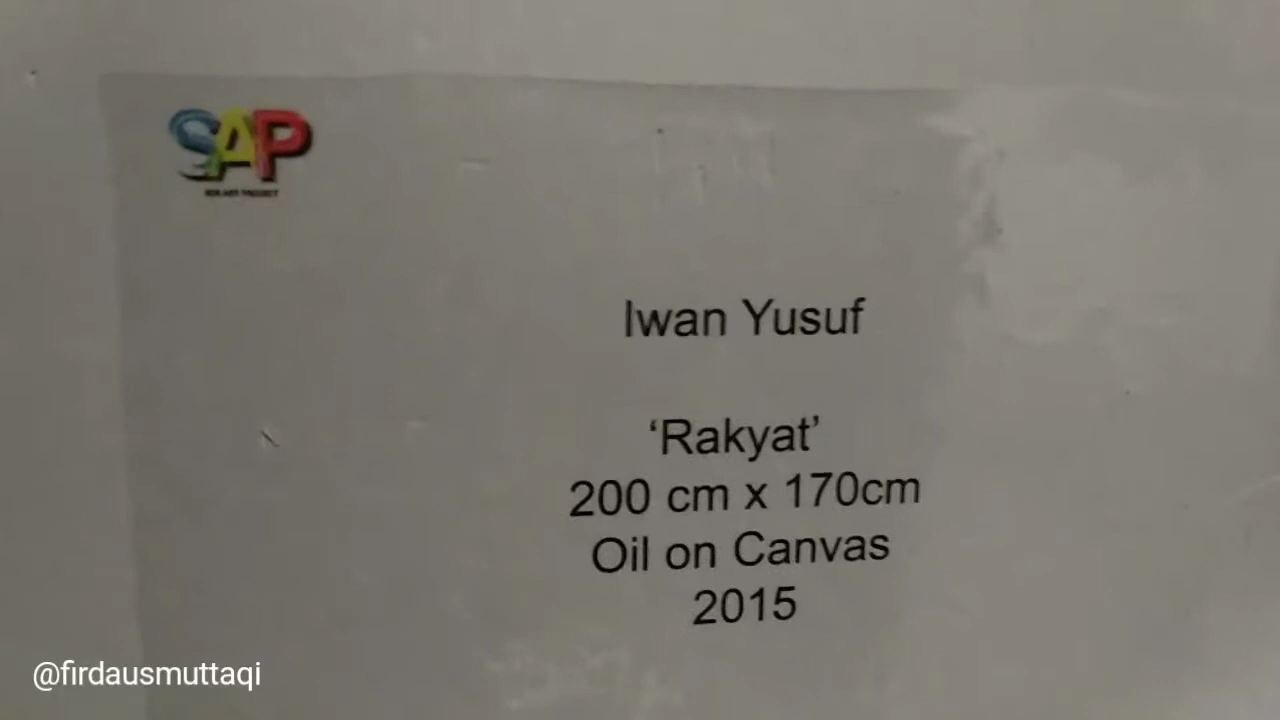 SAP
Iwan Yusuf
‘Rakyat’
200 cm x 170cm
Oil on Canvas
2015
@firdausmuttaqi